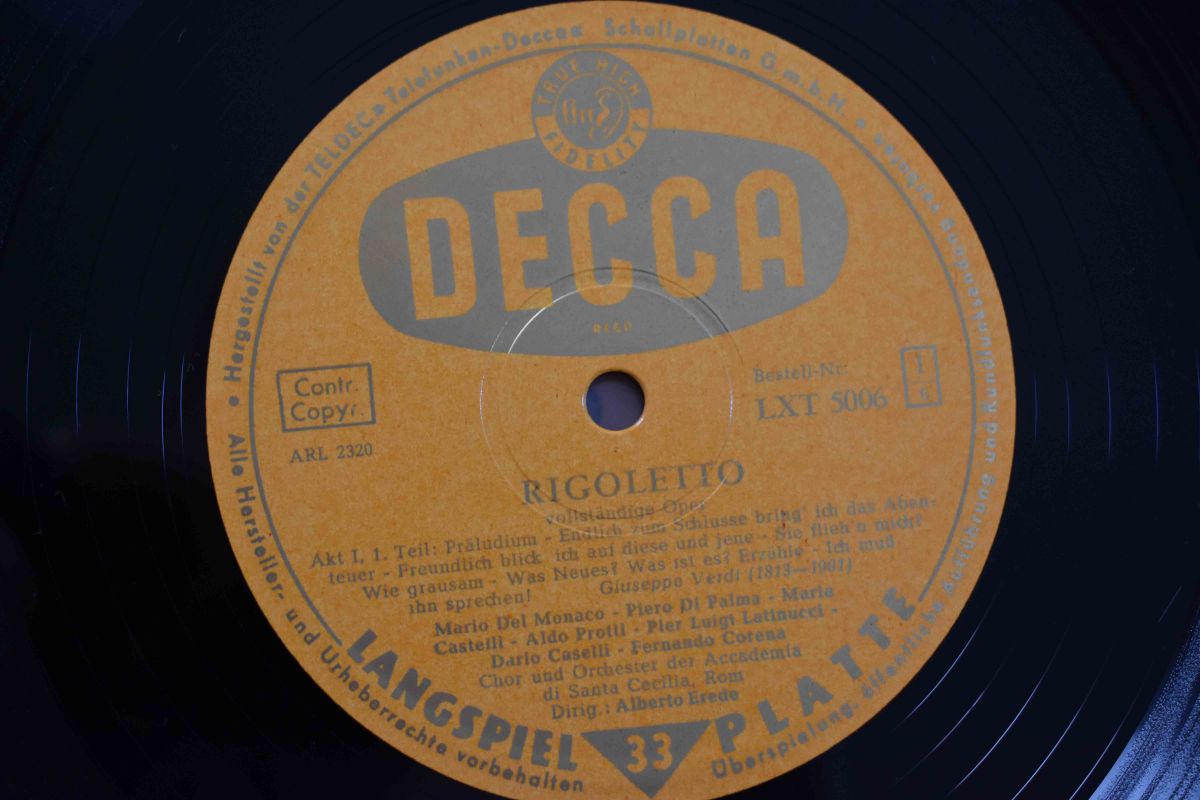 • Hergestellt von der TELDEC »Telefunken-Decca« Schallplatten G.m.b.H. •
TRUE HIGH
FIDELITY
DECCA
REGD
Contr.
Copyr.
ARL 2320
Bestell-Nr:
LXT 5006
1
6
RIGOLETTO
vollständige Oper
Akt I, 1. Teil: Präludium - Endlich zum Schlusse bring' ich das Aben-
teuer - Freundlich blick ich auf diese und jene - Sie flieh'n mich?
Wie grausam - Was Neues? Was ist es? Erzähle - Ich muß
ihn sprechen! Giuseppe Verdi (1813—1901)
Mario Del Monaco - Piero Di Palma - Maria
Castelli - Aldo Protti - Pier Luigi Latinucci -
Dario Caselli - Fernando Corena
Chor und Orchester der Accademia
di Santa Cecilia, Rom
Dirig.: Alberto Erede
LANGSPIEL 33 PLATTE
• Alle Hersteller- und Urheberrechte vorbehalten
Überspielung, öffentliche Aufführung und Rundfunksendung verboten